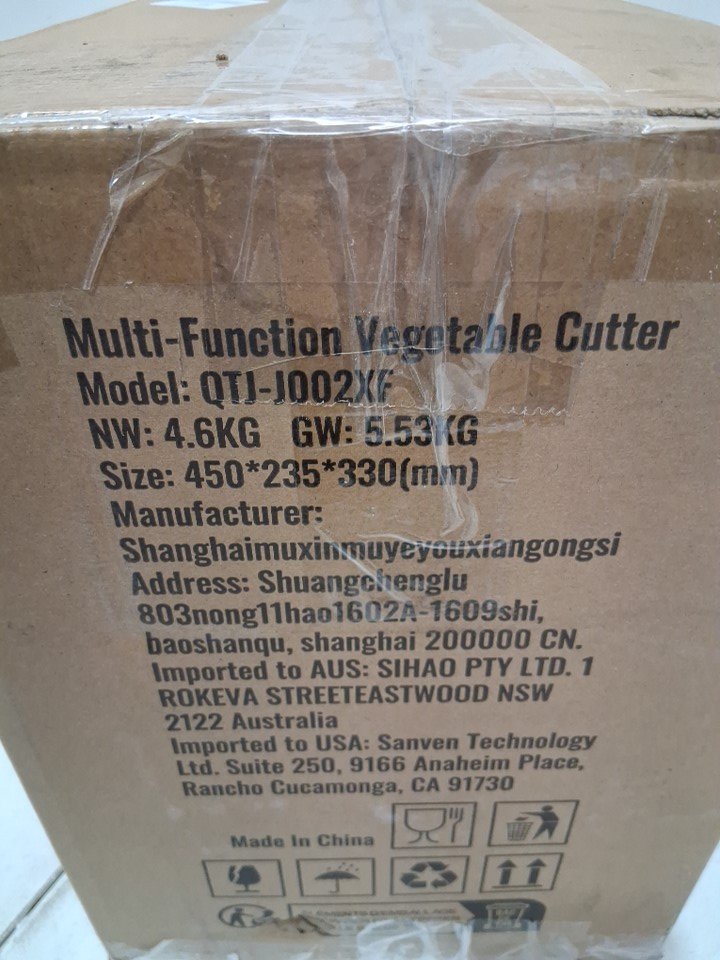 Multi-Function Vegetable Cutter
Model: QTJ-J002XF
NW: 4.6KG GW: 5.53KG
Size: 450*235*330(mm)
Manufacturer:
Shanghaimuxinmuyeyouxiangongsi
Address: Shuangchenglu
803nong11hao1602A-1609shi,
baoshanqu, shanghai 200000 CN.
Imported to AUS: SIHAO PTY LTD. 1
ROKEVA STREETEASTWOOD NSW
2122 Australia
Imported to USA: Sanven Technology
Ltd. Suite 250, 9166 Anaheim Place,
Rancho Cucamonga, CA 91730
Made In China